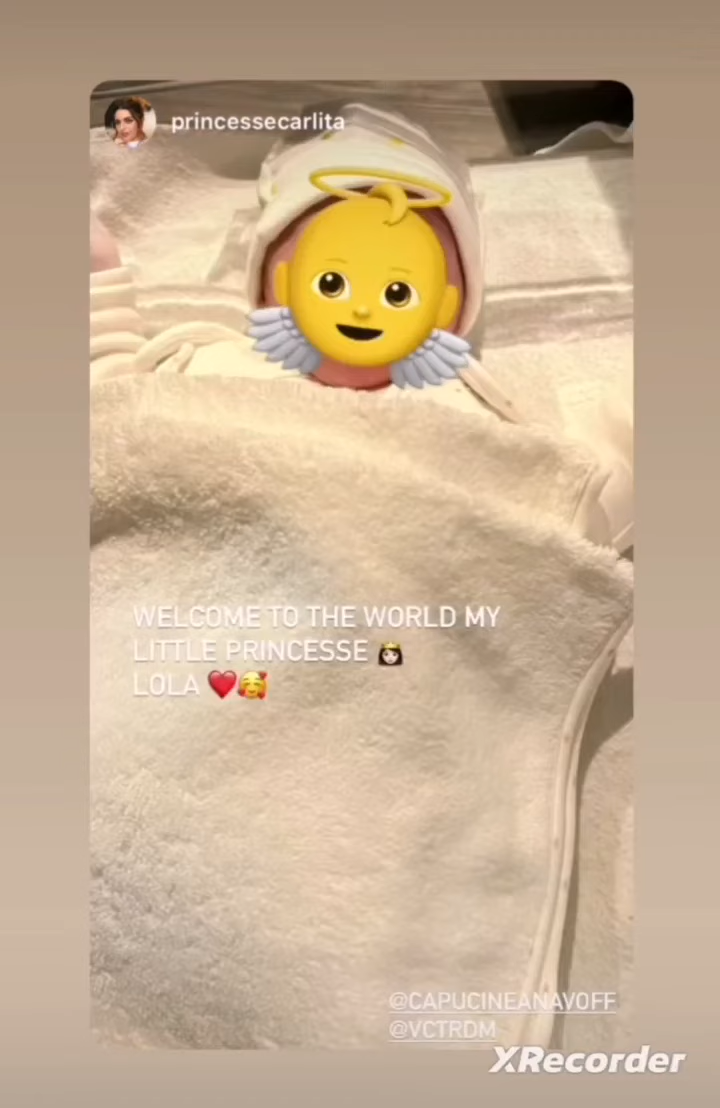 princessecarlita
WELCOME TO THE WORLD MY
LITTLE PRINCESSE 👸🏻
LOLA ❤️🥰
@CAPUCINEANAVOFF
@VCTRDM
XRecorder